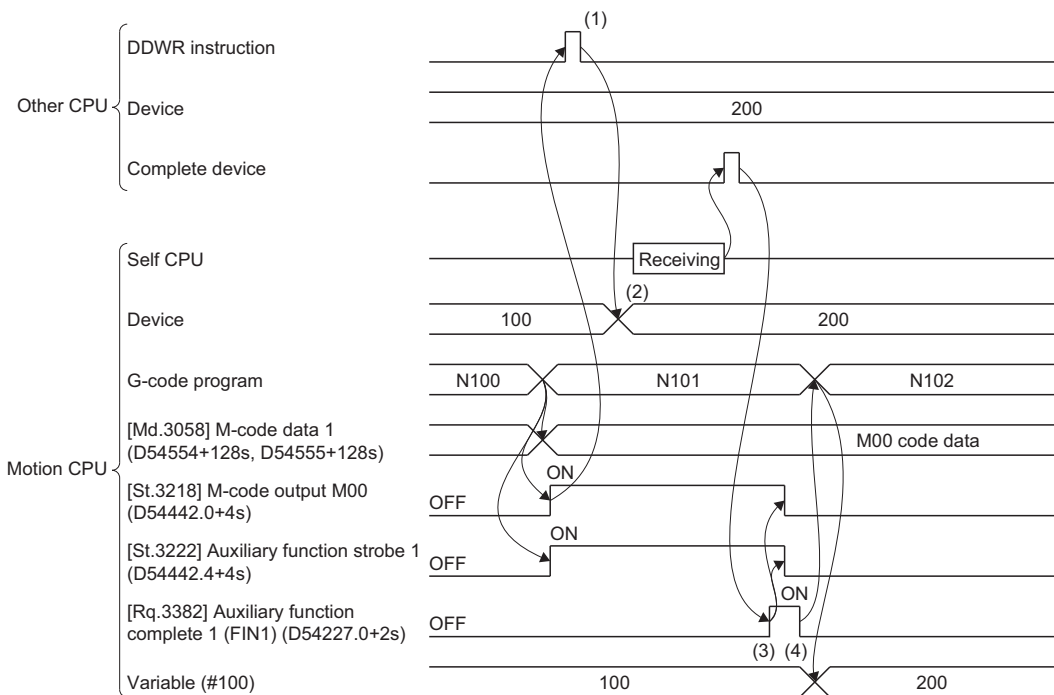 (1)
DDWR instruction
Other CPU
Device
200
Complete device
Self CPU
Receiving
(2)
Device
100
200
G-code program
N100
N101
N102
[Md.3058] M-code data 1
(D54554+128s, D54555+128s)
M00 code data
Motion CPU
ON
[St.3218] M-code output M00
(D54442.0+4s)
OFF
ON
[St.3222] Auxiliary function strobe 1
(D54442.4+4s)
OFF
ON
[Rq.3382] Auxiliary function
complete 1 (FIN1) (D54227.0+2s)
OFF
(3)
(4)
Variable (#100)
100
200